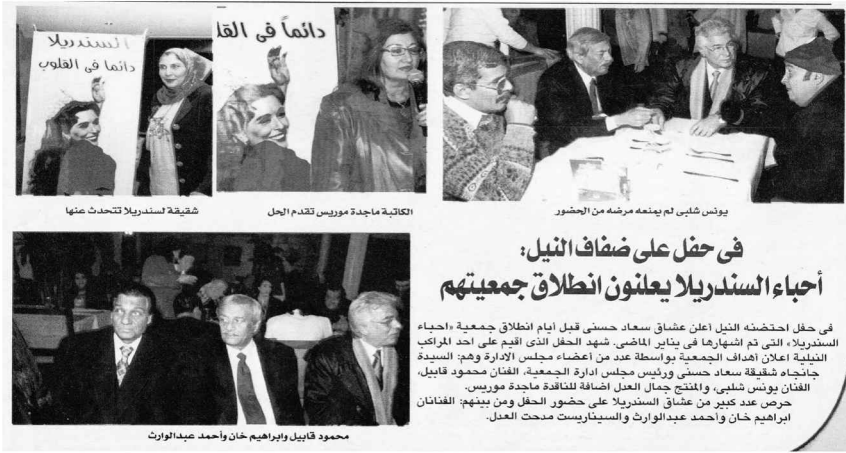 السندريلا
دائما فى القلوب
دائماً فى القلـ
شقيقة لسندريلا تتحدث عنها
الكاتبة ماجدة موريس تقدم الحل
يونس شلبى لم يمنعه مرضه من الحضور
فى حفل على ضفاف النيل:
أحباء السندريلا يعلنون انطلاق جمعيتهم
فى حفل احتضنه النيل أعلن عشاق سعاد حسنى قبل أيام انطلاق جمعية «احباء
السندريلا» التى تم اشهارها فى يناير الماضى. شهد الحفل الذى اقيم على احد المراكب
النيلية اعلان أهداف الجمعية بواسطة عدد من أعضاء مجلس الادارة وهم: السيدة
جانجاه شقيقة سعاد حسنى ورئيس مجلس ادارة الجمعية، الفنان محمود قابيل،
الفنان يونس شلبى، والمنتج جمال العدل اضافة للناقدة ماجدة موريس.
حرص عدد كبير من عشاق السندريلا على حضور الحفل ومن بينهم: الفنانان
ابراهيم خان وأحمد عبدالوارث والسيناريست مدحت العدل.
محمود قابيل وابراهيم خان وأحمد عبدالوارث